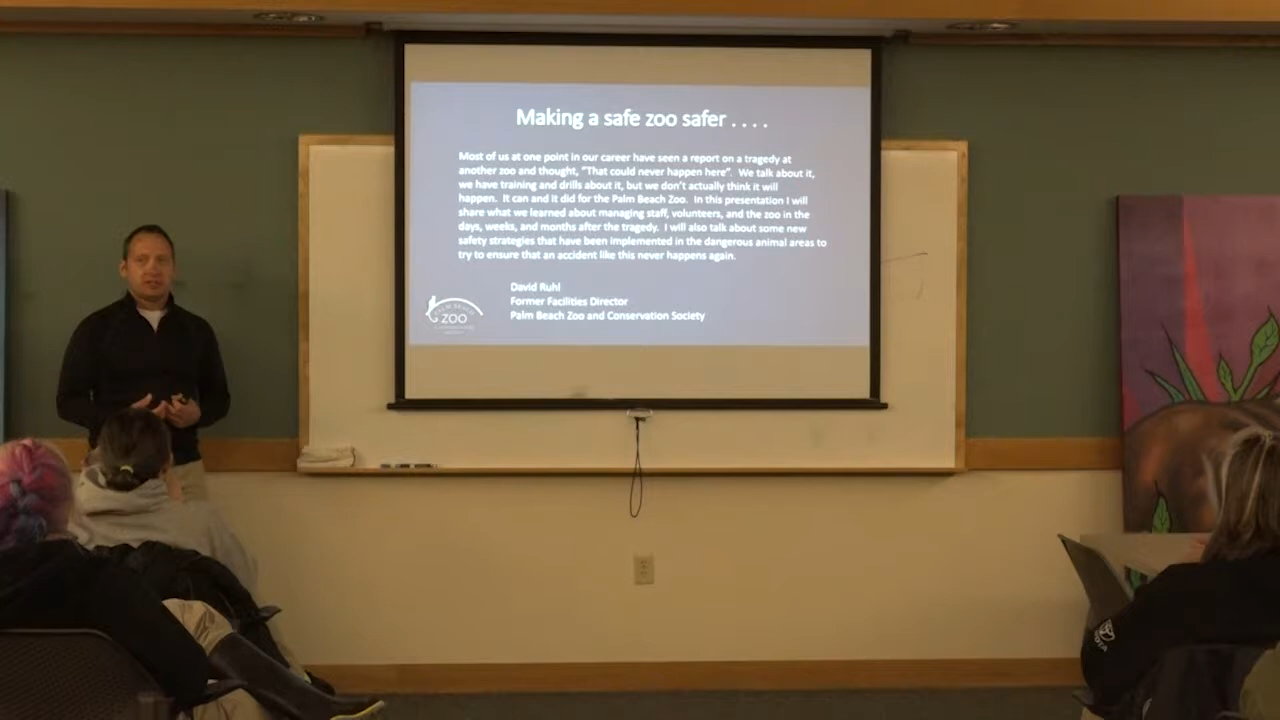 Making a safe zoo safer . . . .
Most of us at one point in our career have seen a report on a tragedy at
another zoo and thought, "That could never happen here". We talk about it,
we have training and drills about it, but we don't actually think it will
happen. It can and it did for the Palm Beach Zoo. In this presentation I will
share what we learned about managing staff, volunteers, and the zoo in the
days, weeks, and months after the tragedy. I will also talk about some new
safety strategies that have been implemented in the dangerous animal areas to
try to ensure that an accident like this never happens again.
David Ruhl
Former Facilities Director
Palm Beach Zoo and Conservation Society
PALM BEACH
ZOO